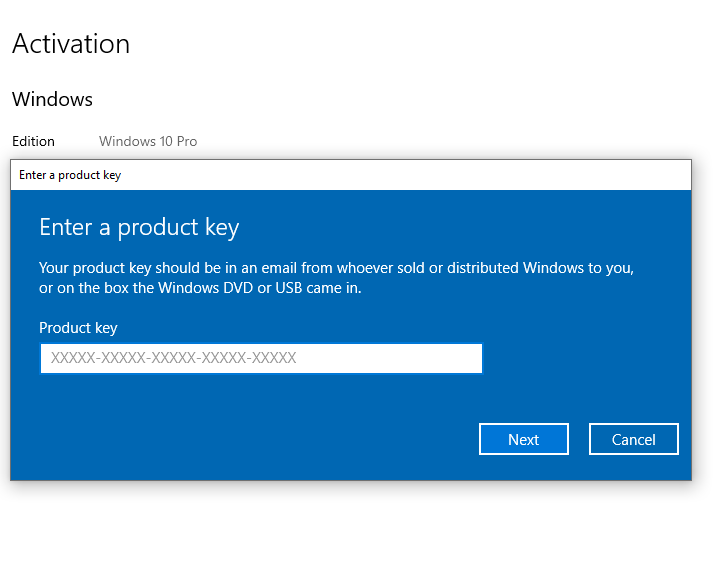 Activation
Windows
Edition Windows 10 Pro
Enter a product key
Enter a product key
Your product key should be in an email from whoever sold or distributed Windows to you,
or on the box the Windows DVD or USB came in.
Product key
XXXXX-XXXXX-XXXXX-XXXXX-XXXXX
Next Cancel